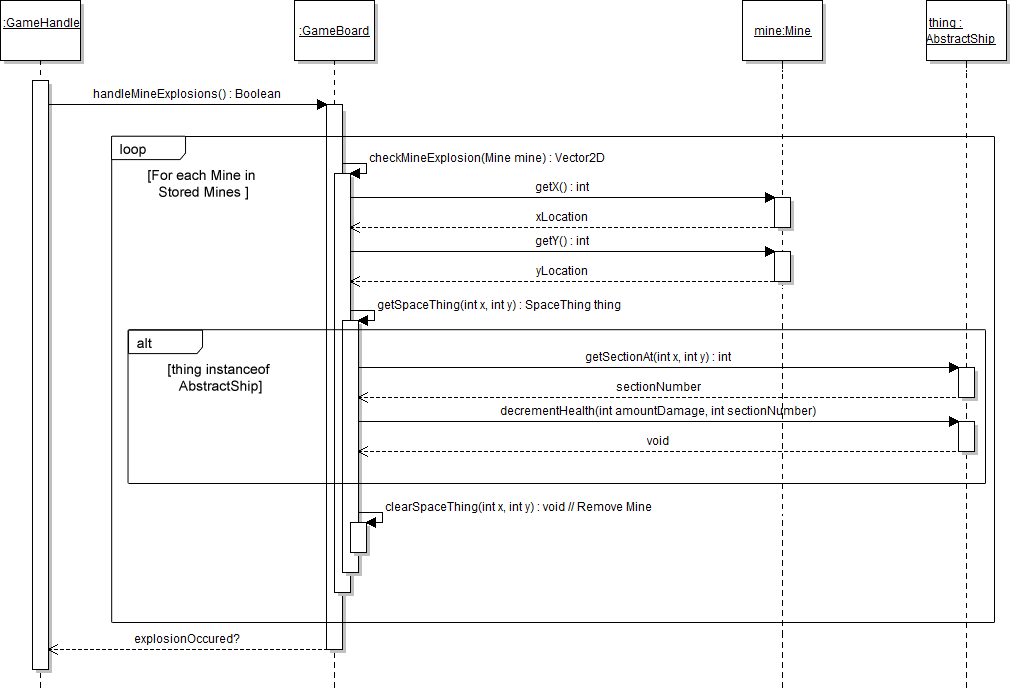 :GameHandle
:GameBoard
mine:Mine
thing :
AbstractShip
handleMineExplosions() : Boolean
loop
[For each Mine in
Stored Mines ]
checkMineExplosion(Mine mine) : Vector2D
getX() : int
xLocation
getY() : int
yLocation
getSpaceThing(int x, int y) : SpaceThing thing
alt
[thing instanceof
AbstractShip]
getSectionAt(int x, int y) : int
sectionNumber
decrementHealth(int amountDamage, int sectionNumber)
void
clearSpaceThing(int x, int y) : void // Remove Mine
explosionOccured?